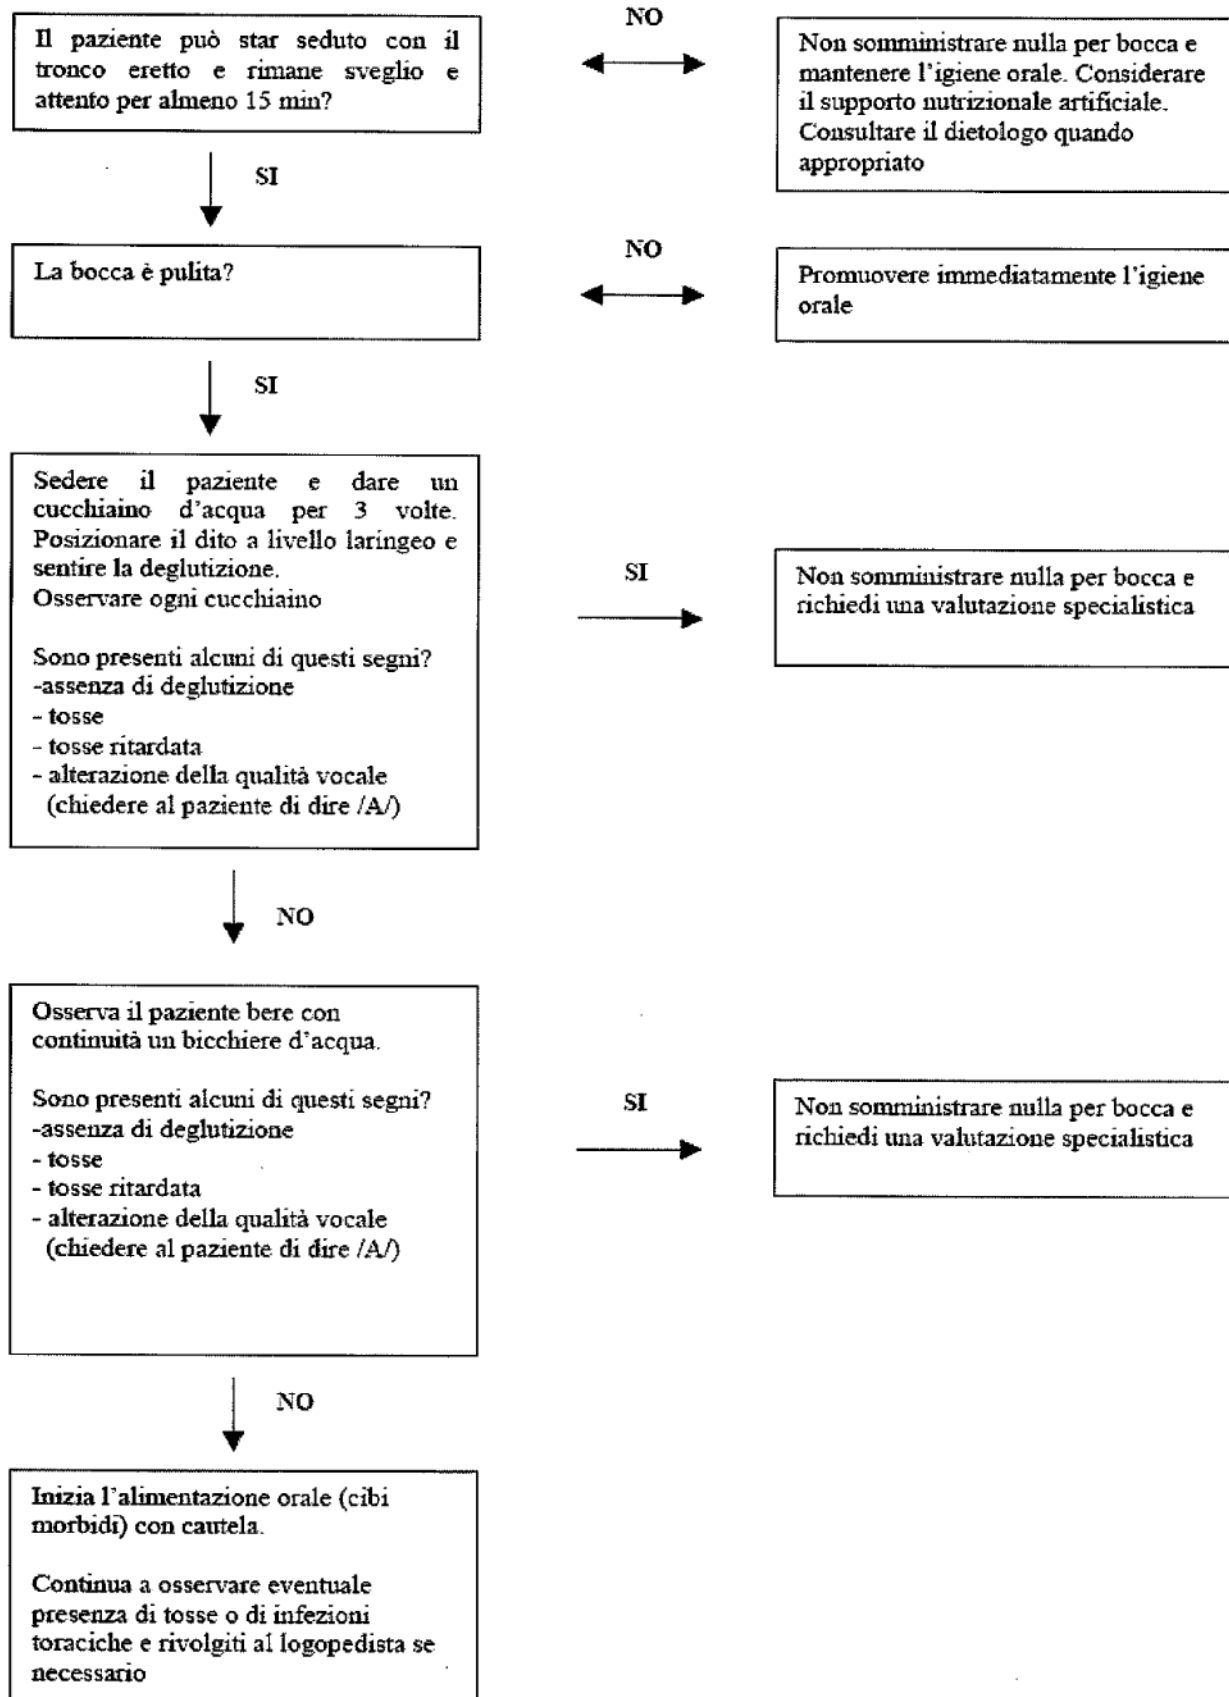 Il paziente può star seduto con il
tronco eretto e rimane sveglio e
attento per almeno 15 min?
NO
Non somministrare nulla per bocca e
mantenere l'igiene orale. Considerare
il supporto nutrizionale artificiale.
Consultare il dietologo quando
appropriato
SI
La bocca è pulita?
NO
Promuovere immediatamente l'igiene
orale
SI
Sedere il paziente e dare un
cucchiaino d'acqua per 3 volte.
Posizionare il dito a livello laringeo e
sentire la deglutizione.
Osservare ogni cucchiaino
Sono presenti alcuni di questi segni?
-assenza di deglutizione
- tosse
- tosse ritardata
- alterazione della qualità vocale
(chiedere al paziente di dire /A/)
SI
Non somministrare nulla per bocca e
richiedi una valutazione specialistica
NO
Osserva il paziente bere con
continuità un bicchiere d'acqua.
Sono presenti alcuni di questi segni?
-assenza di deglutizione
- tosse
- tosse ritardata
- alterazione della qualità vocale
(chiedere al paziente di dire /A/)
SI
Non somministrare nulla per bocca e
richiedi una valutazione specialistica
NO
Inizia l'alimentazione orale (cibi
morbidi) con cautela.
Continua a osservare eventuale
presenza di tosse o di infezioni
toraciche e rivolgiti al logopedista se
necessario